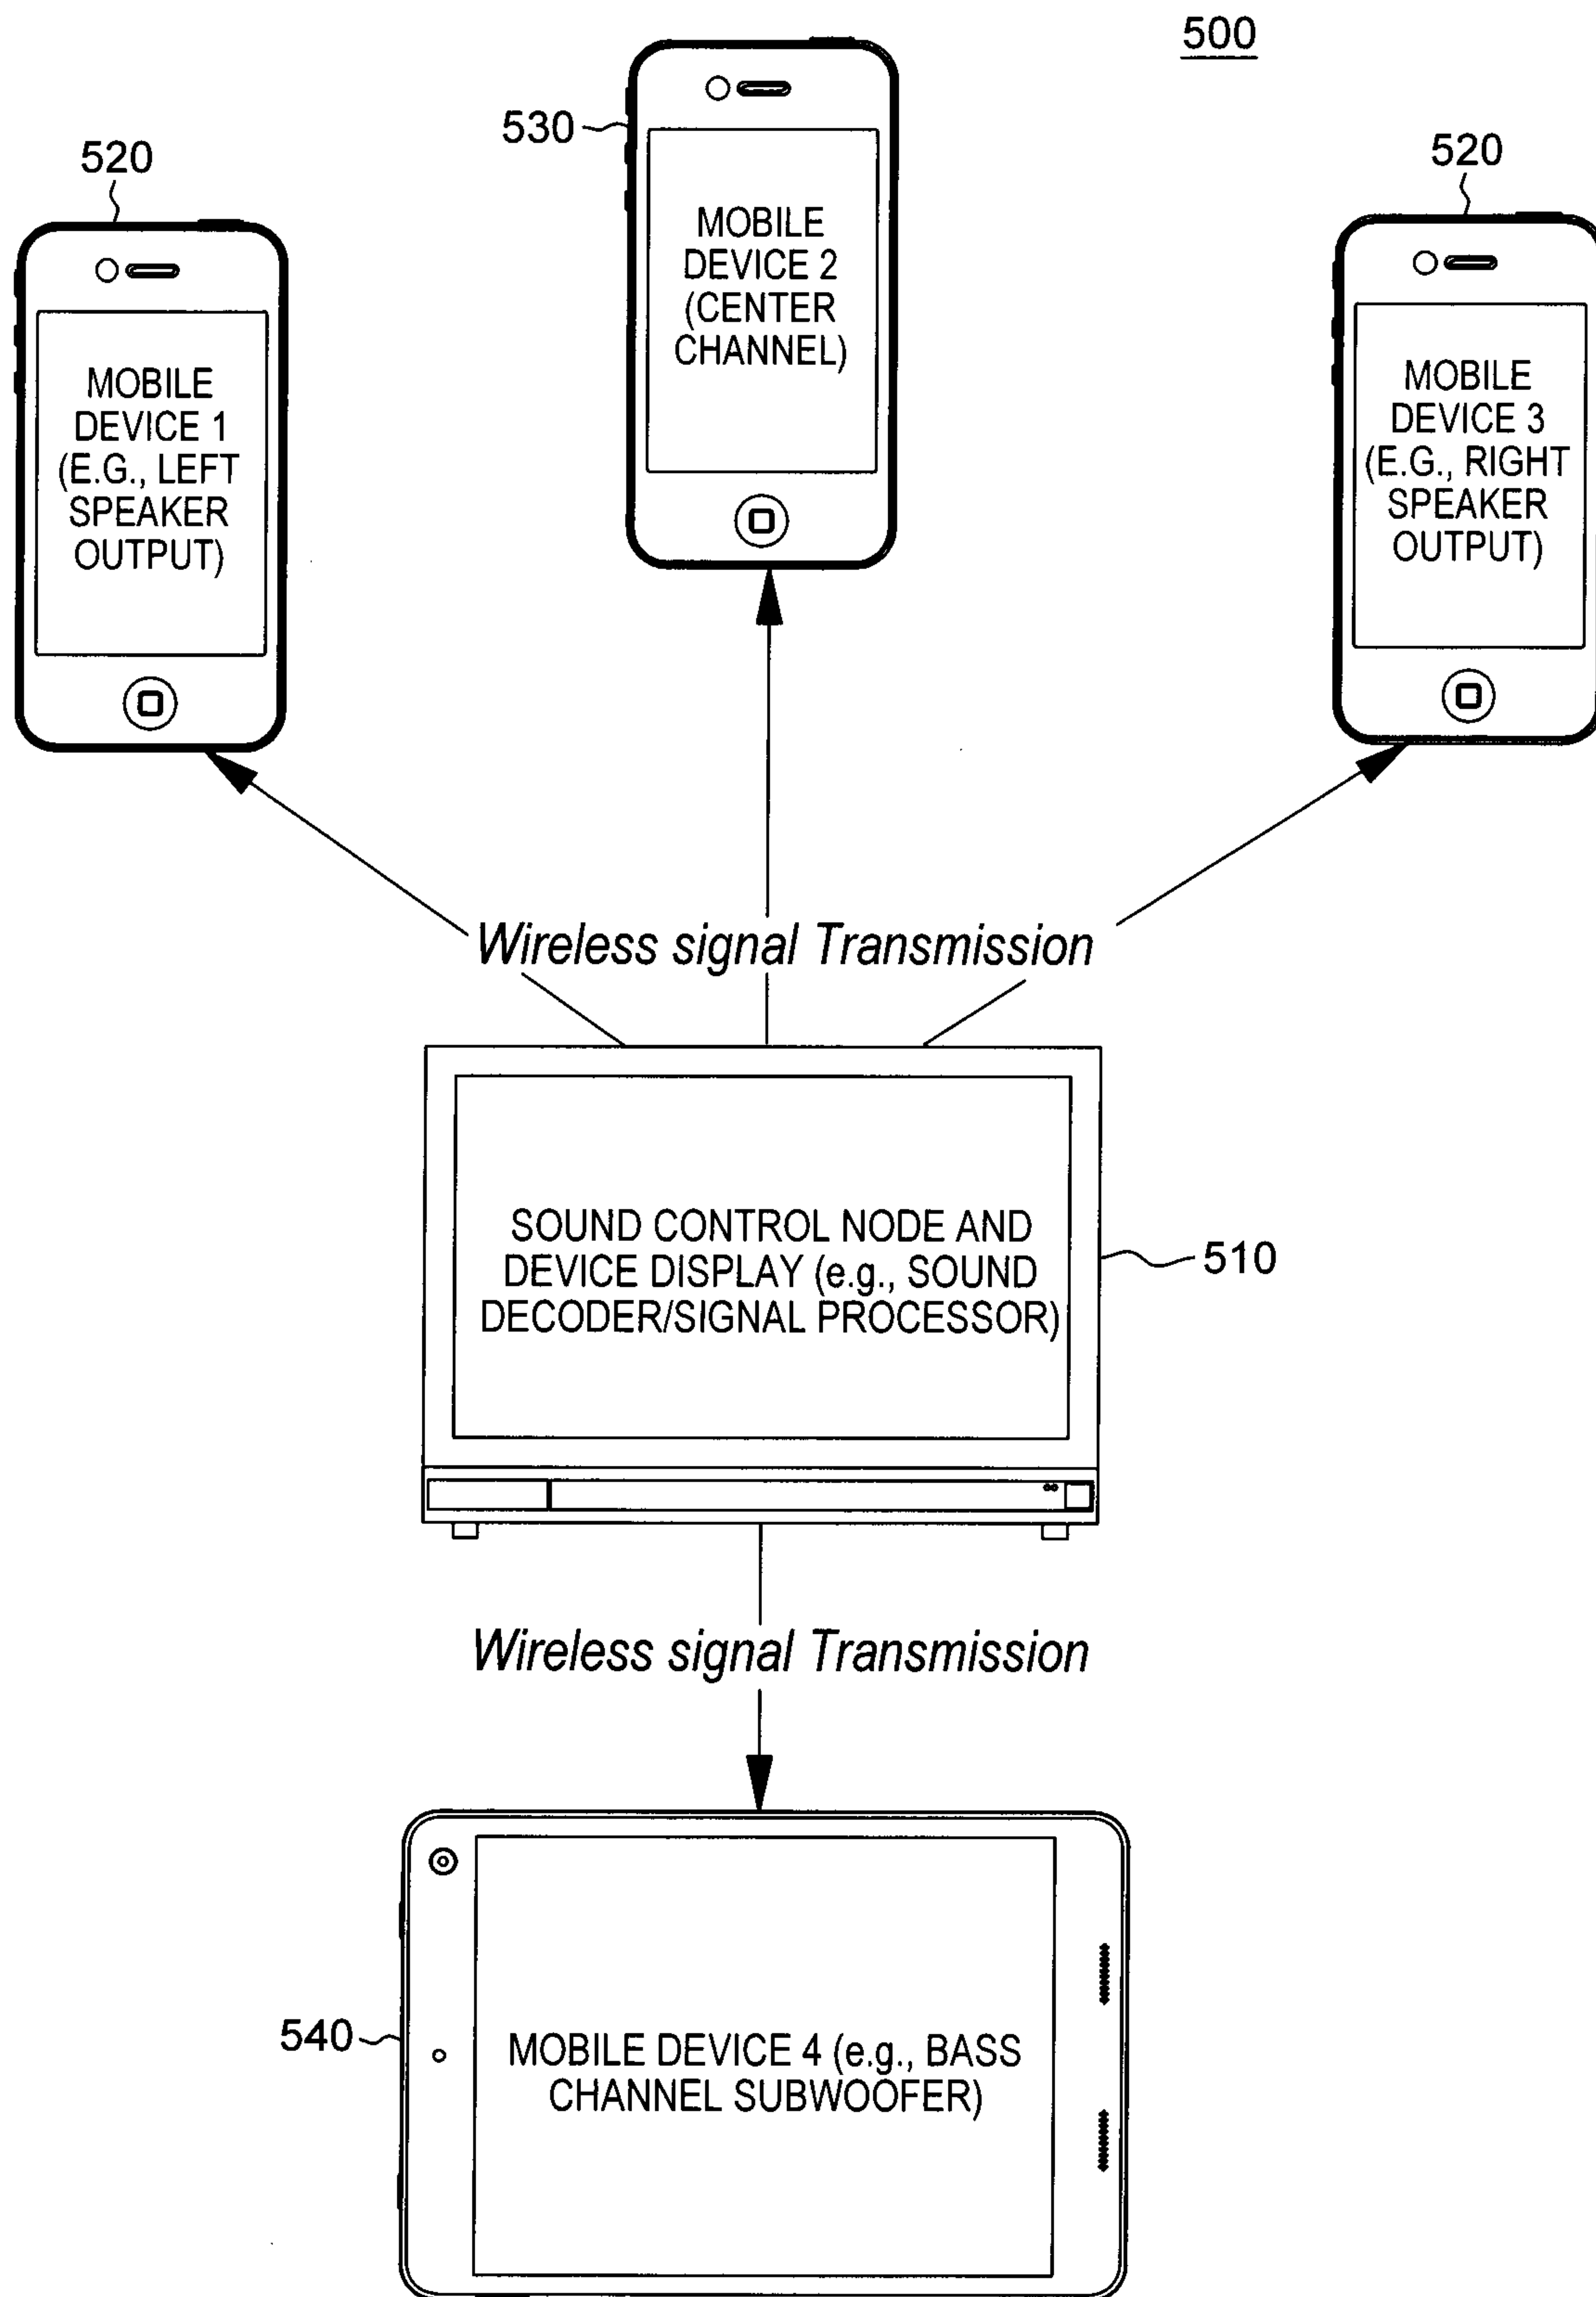 500
530
520
520
MOBILE
DEVICE 2
(CENTER
CHANNEL)
MOBILE
DEVICE 1
(E.G., LEFT
SPEAKER
OUTPUT)
MOBILE
DEVICE 3
(E.G., RIGHT
SPEAKER
OUTPUT)
Wireless signal Transmission
SOUND CONTROL NODE AND
DEVICE DISPLAY (e.g., SOUND
DECODER/SIGNAL PROCESSOR)
510
Wireless signal Transmission
540
MOBILE DEVICE 4 (e.g., BASS
CHANNEL SUBWOOFER)